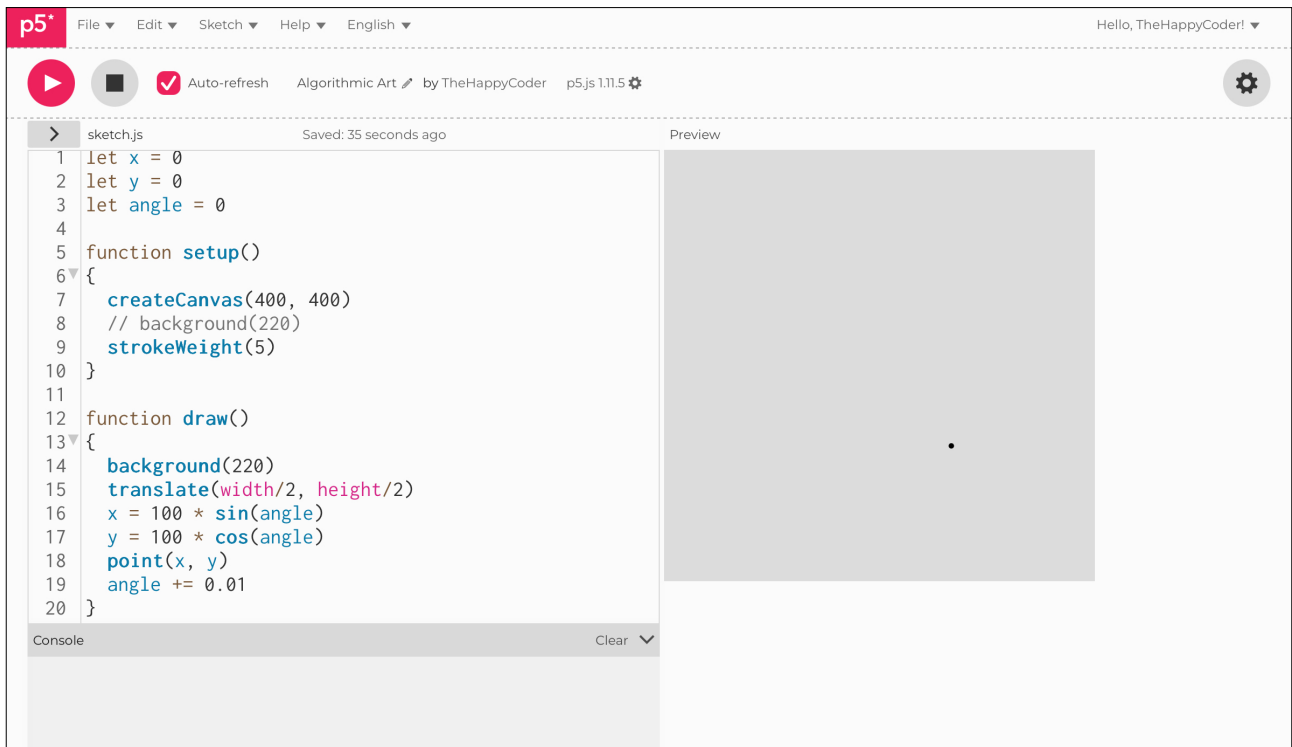 p5* File Edit Sketch Help English Hello, TheHappyCoder!
Auto-refresh Algorithmic Art by TheHappyCoder p5.js 1.11.5
sketch.js Saved: 35 seconds ago Preview
1 let x = 0
2 let y = 0
3 let angle = 0
4
5 function setup()
6 {
7 createCanvas(400, 400)
8 // background(220)
9 strokeWeight(5)
10 }
11
12 function draw()
13 {
14 background(220)
15 translate(width/2, height/2)
16 x = 100 * sin(angle)
17 y = 100 * cos(angle)
18 point(x, y)
19 angle += 0.01
20 }
Console Clear